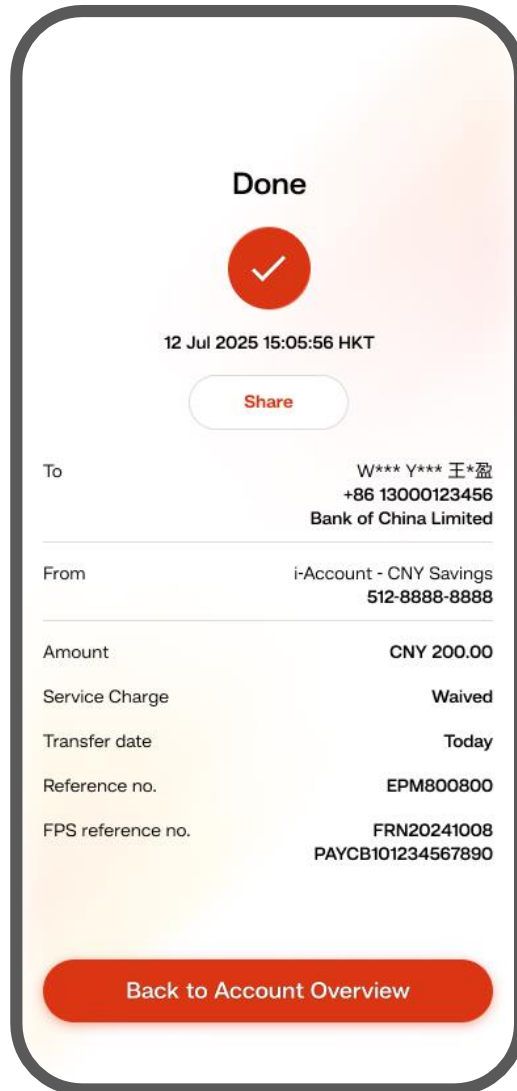 Done
12 Jul 2025 15:05:56 HKT
Share
To W*** Y*** 王*盈
+86 13000123456
Bank of China Limited
From i-Account - CNY Savings
512-8888-8888
Amount CNY 200.00
Service Charge Waived
Transfer date Today
Reference no. EPM800800
FPS reference no. FRN20241008
PAYCB101234567890
Back to Account Overview